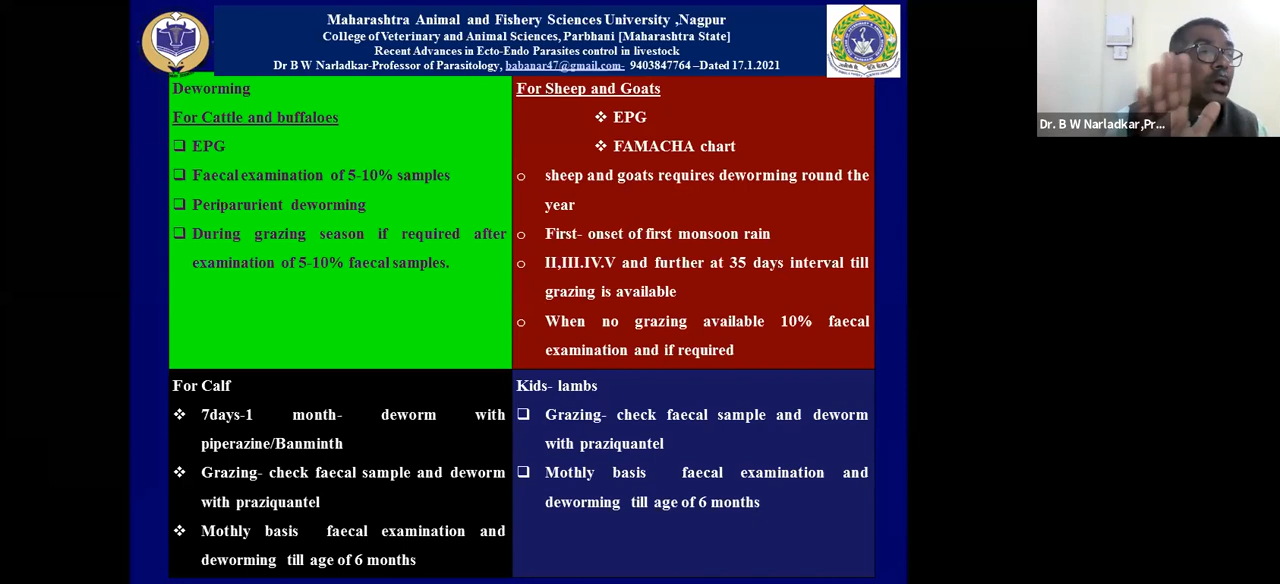 Maharashtra Animal and Fishery Sciences University ,Nagpur
College of Veterinary and Animal Sciences, Parbhani [Maharashtra State]
Recent Advances in Ecto-Endo Parasites control in livestock
Dr B W Narladkar-Professor of Parasitology, babanar47@gmail.com- 9403847764 –Dated 17.1.2021
Deworming
For Cattle and buffaloes
EPG
Faecal examination of 5-10% samples
Periparurient deworming
During grazing season if required after
examination of 5-10% faecal samples.
For Sheep and Goats
EPG
FAMACHA chart
sheep and goats requires deworming round the
year
First- onset of first monsoon rain
II,III.IV.V and further at 35 days interval till
grazing is available
When no grazing available 10% faecal
examination and if required
For Calf
7days-1 month- deworm with
piperazine/Banminth
Grazing- check faecal sample and deworm
with praziquantel
Mothly basis faecal examination and
deworming till age of 6 months
Kids- lambs
Grazing- check faecal sample and deworm
with praziquantel
Mothly basis faecal examination and
deworming till age of 6 months
Dr. B W Narladkar,Pr...